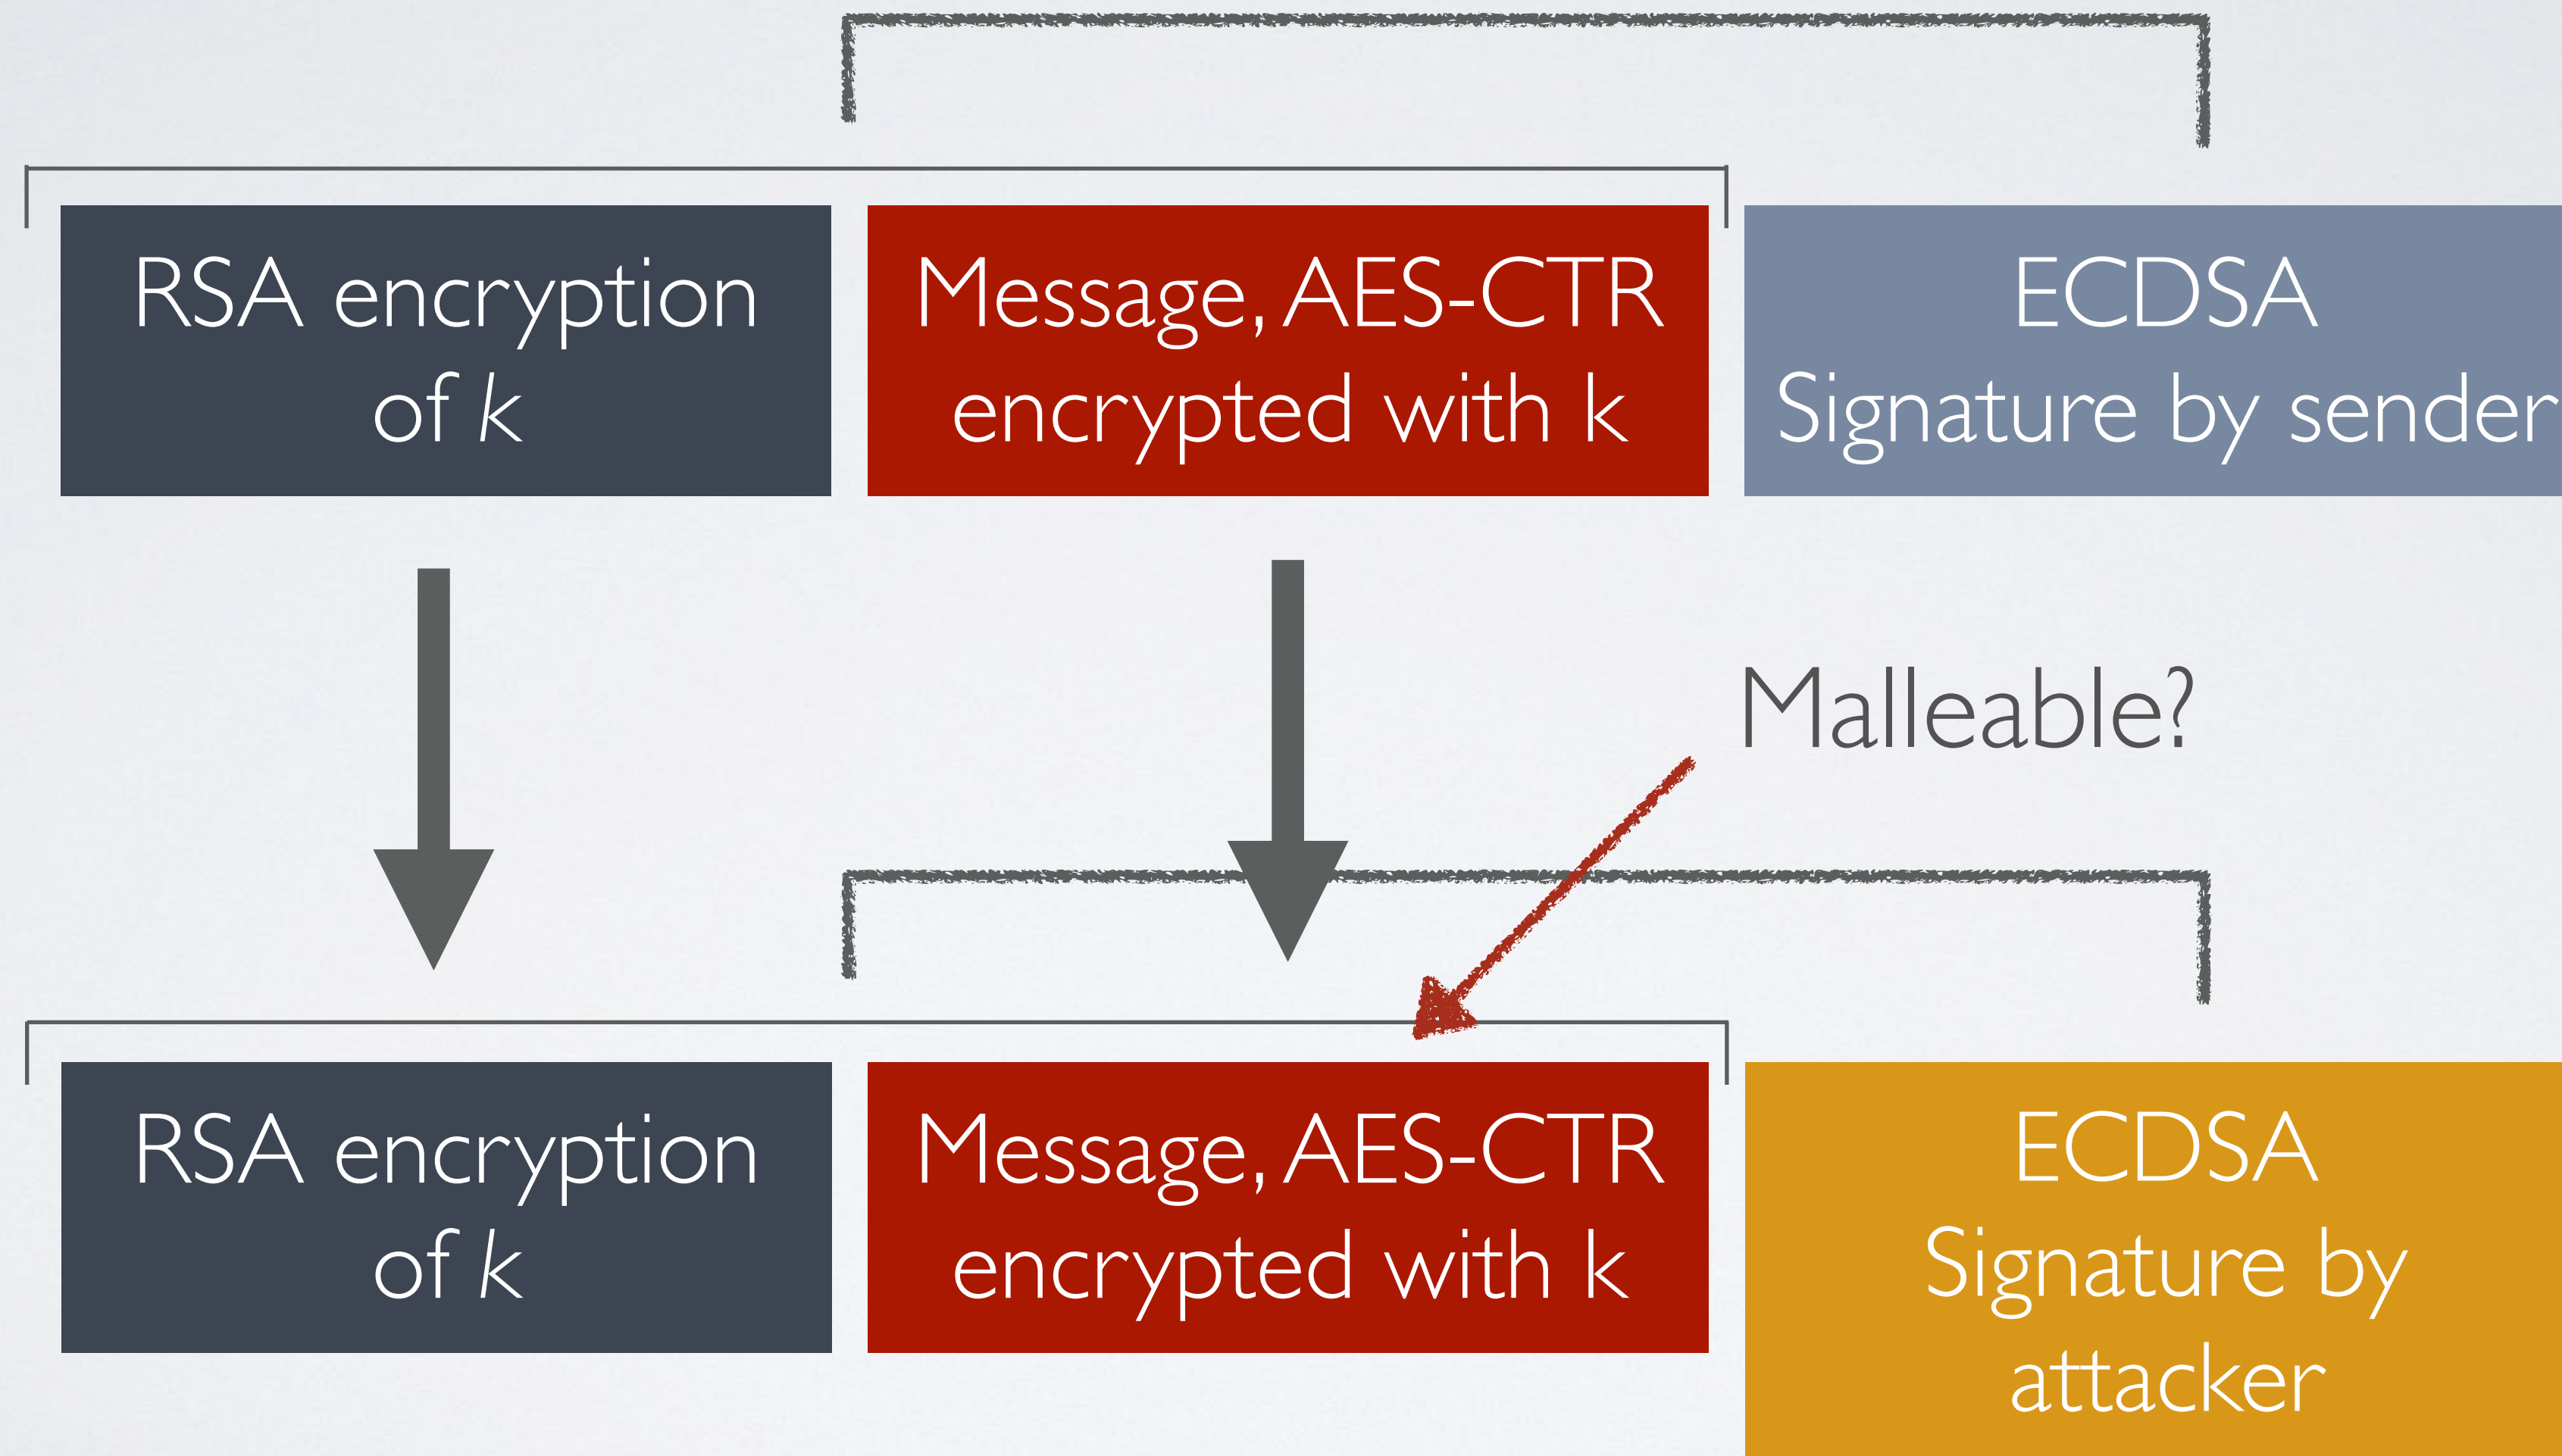 RSA encryption
of k
Message, AES-CTR
encrypted with k
ECDSA
Signature by sender
Malleable?
RSA encryption
of k
Message, AES-CTR
encrypted with k
ECDSA
Signature by
attacker